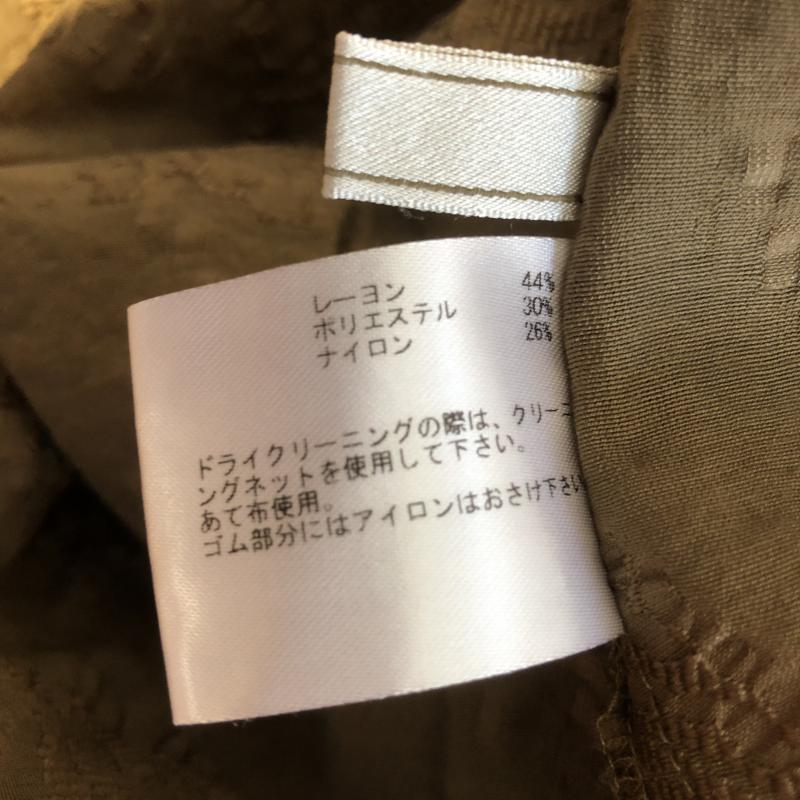 レーヨン 44%
ポリエステル 30%
ナイロン 26%
ドライクリーニングの際は、クリーニ
ングネットを使用して下さい。
あて布使用。
ゴム部分にはアイロンはおさけ下さい